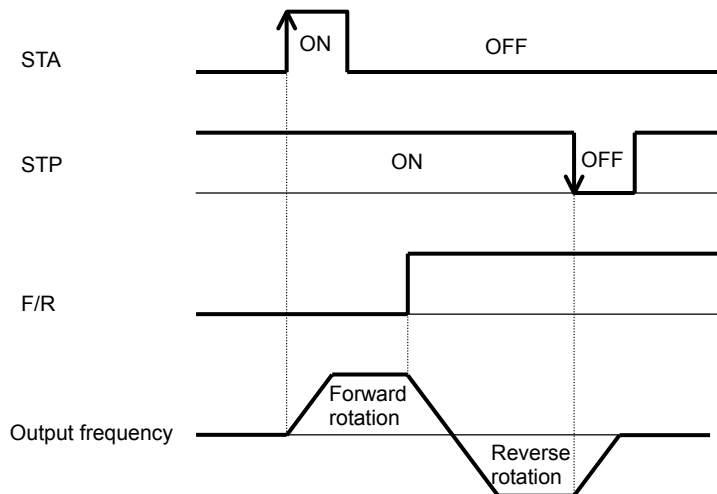 STA
ON
OFF
STP
ON
OFF
F/R
Output frequency
Forward
rotation
Reverse
rotation